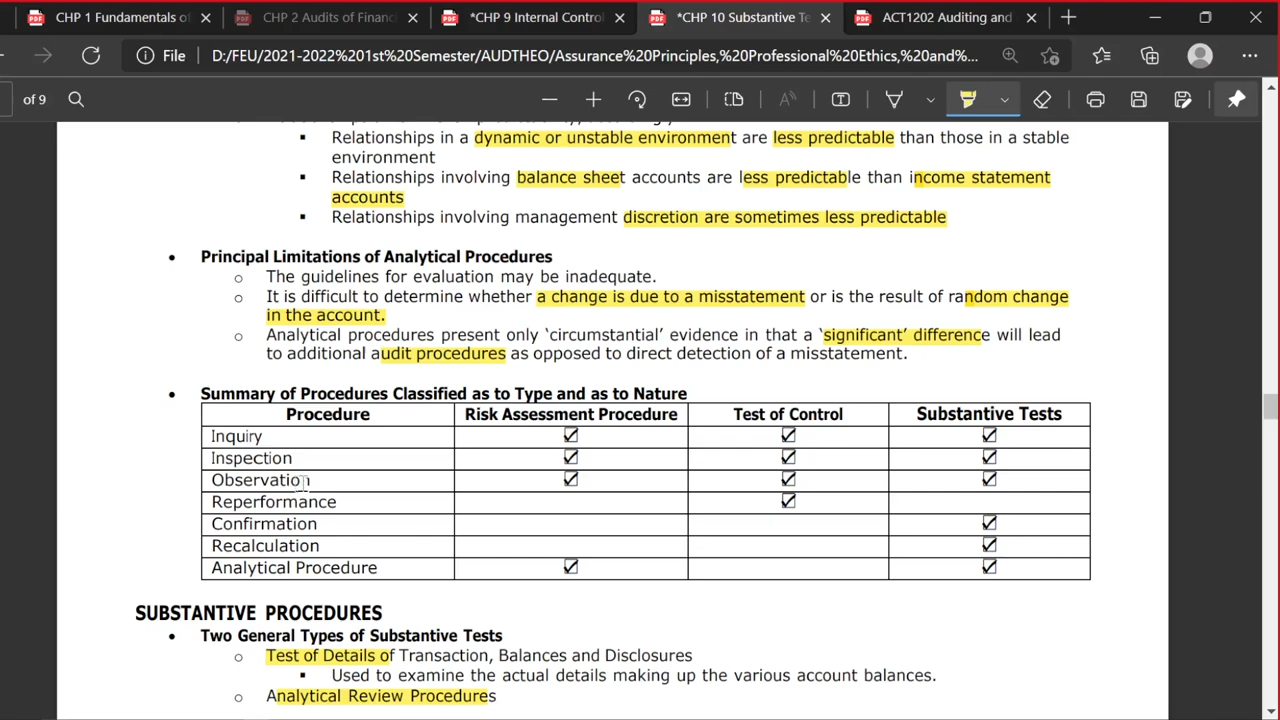 CHP 1 Fundamentals of
CHP 2 Audits of Financ
*CHP 9 Internal Control
*CHP 10 Substantive Te
ACT1202 Auditing and
File
D:/FEU/2021-2022%201st%20Semester/AUDTHEO/Assurance%20Principles,%20Professional%20Ethics,%20and%...
of 9
Relationships in a dynamic or unstable environment are less predictable than those in a stable
environment
Relationships involving balance sheet accounts are less predictable than income statement
accounts
Relationships involving management discretion are sometimes less predictable
Principal Limitations of Analytical Procedures
The guidelines for evaluation may be inadequate.
It is difficult to determine whether a change is due to a misstatement or is the result of random change
in the account.
Analytical procedures present only ‘circumstantial’ evidence in that a ‘significant’ difference will lead
to additional audit procedures as opposed to direct detection of a misstatement.
Summary of Procedures Classified as to Type and as to Nature
Procedure Risk Assessment Procedure Test of Control Substantive Tests
Inquiry
Inspection
Observation
Reperformance
Confirmation
Recalculation
Analytical Procedure
SUBSTANTIVE PROCEDURES
Two General Types of Substantive Tests
Test of Details of Transaction, Balances and Disclosures
Used to examine the actual details making up the various account balances.
Analytical Review Procedures